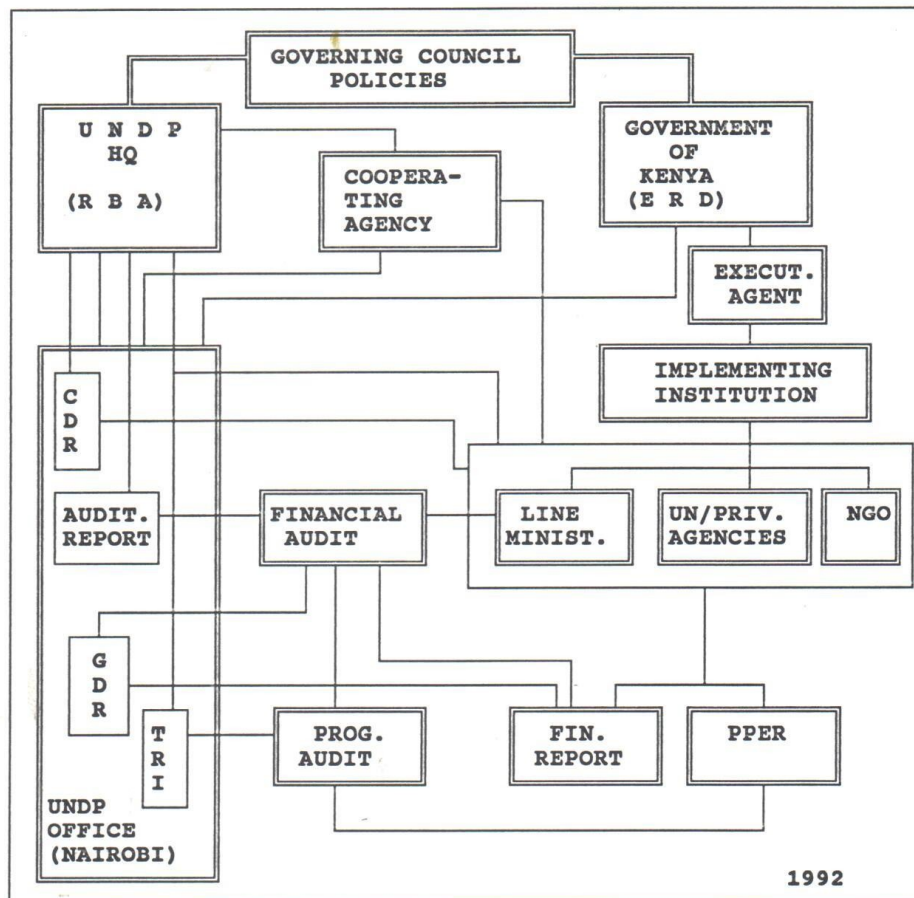 GOVERNING COUNCIL
POLICIES
U N D P
HQ
(R B A)
COOPERA-
TING
AGENCY
GOVERNMENT
OF
KENYA
(E R D)
EXECUT.
AGENT
IMPLEMENTING
INSTITUTION
C
D
R
AUDIT.
REPORT
FINANCIAL
AUDIT
LINE
MINIST.
UN/PRIV.
AGENCIES
NGO
G
D
R
T
R
I
PROG.
AUDIT
FIN.
REPORT
PPER
UNDP
OFFICE
(NAIROBI)
1992